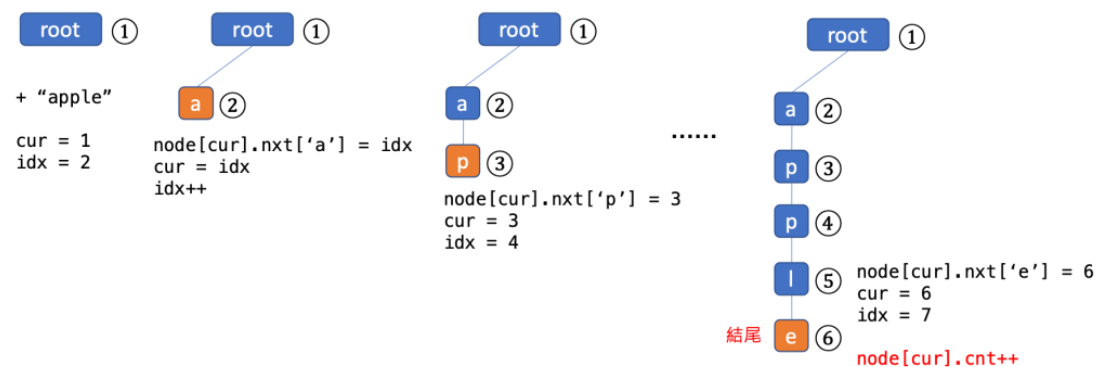 root ①
+ “apple”
cur = 1
idx = 2
root ①
a ②
node[cur].nxt[‘a’] = idx
cur = idx
idx++
root ①
a ②
p ③
node[cur].nxt[‘p’] = 3
cur = 3
idx = 4
······
root ①
a ②
p ③
p ④
l ⑤
node[cur].nxt[‘e’] = 6
cur = 6
idx = 7
結尾 e ⑥
node[cur].cnt++